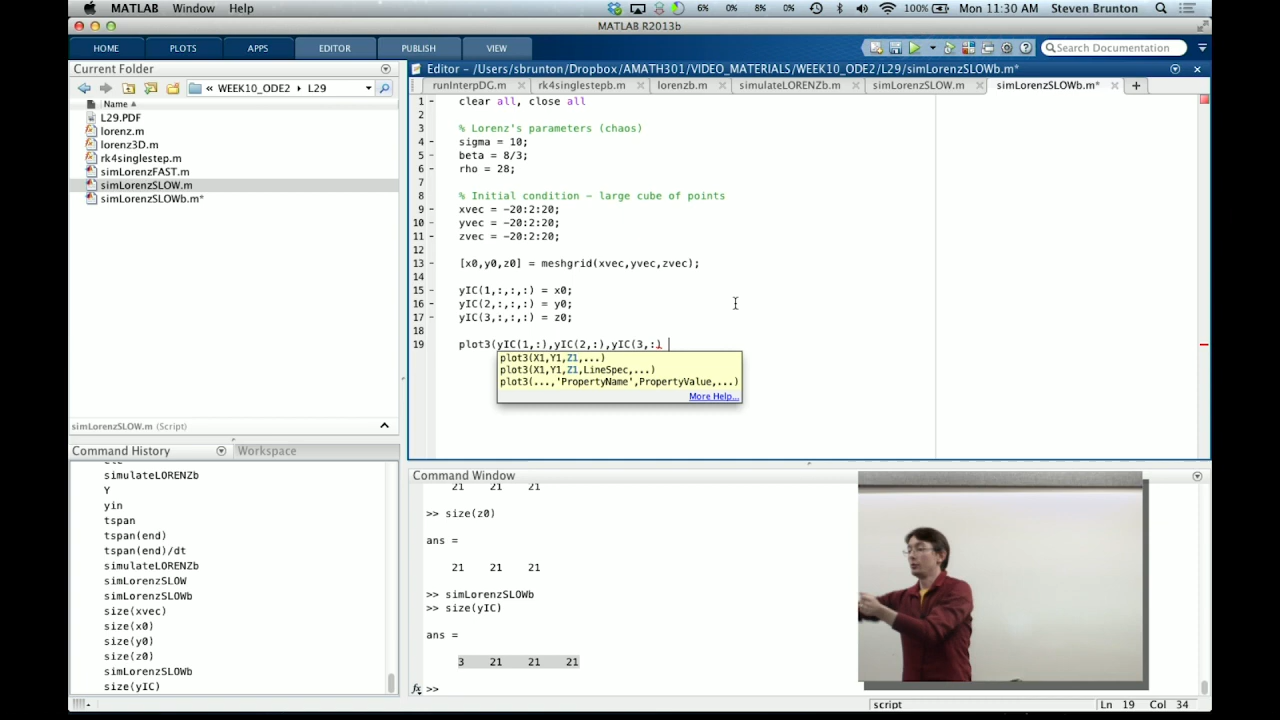 MATLAB Window Help 6% 0% 8% 0% 100% Mon 11:30 AM Steven Brunton
MATLAB R2013b
HOME PLOTS APPS EDITOR PUBLISH VIEW Search Documentation
Current Folder
« WEEK10_ODE2 ▸ L29
Name
L29.PDF
lorenz.m
lorenz3D.m
rk4singlestep.m
simLorenzFAST.m
simLorenzSLOW.m
simLorenzSLOWb.m*
simLorenzSLOW.m (Script)
Command History Workspace
clc
simulateLORENZb
Y
yin
tspan
tspan(end)
tspan(end)/dt
simulateLORENZb
simLorenzSLOW
simLorenzSLOWb
size(xvec)
size(x0)
size(y0)
size(z0)
simLorenzSLOWb
size(yIC)
Editor - /Users/sbrunton/Dropbox/AMATH301/VIDEO_MATERIALS/WEEK10_ODE2/L29/simLorenzSLOWb.m*
runInterpDG.m rk4singlestepb.m lorenzb.m simulateLORENZb.m simLorenzSLOW.m simLorenzSLOWb.m*
1 - clear all, close all
2
3 % Lorenz's parameters (chaos)
4 - sigma = 10;
5 - beta = 8/3;
6 - rho = 28;
7
8 % Initial condition - large cube of points
9 - xvec = -20:2:20;
10 - yvec = -20:2:20;
11 - zvec = -20:2:20;
12
13 - [x0,y0,z0] = meshgrid(xvec,yvec,zvec);
14
15 - yIC(1,:,:,:) = x0;
16 - yIC(2,:,:,:) = y0;
17 - yIC(3,:,:,:) = z0;
18
19 plot3(yIC(1,:),yIC(2,:),yIC(3,:)
plot3(X1,Y1,Z1,...)
plot3(X1,Y1,Z1,LineSpec,...)
plot3(...,'PropertyName',PropertyValue,...)
More Help...
Command Window
21 21 21
>> size(z0)
ans =
21 21 21
>> simLorenzSLOWb
>> size(yIC)
ans =
3 21 21 21
fx >>
script Ln 19 Col 34